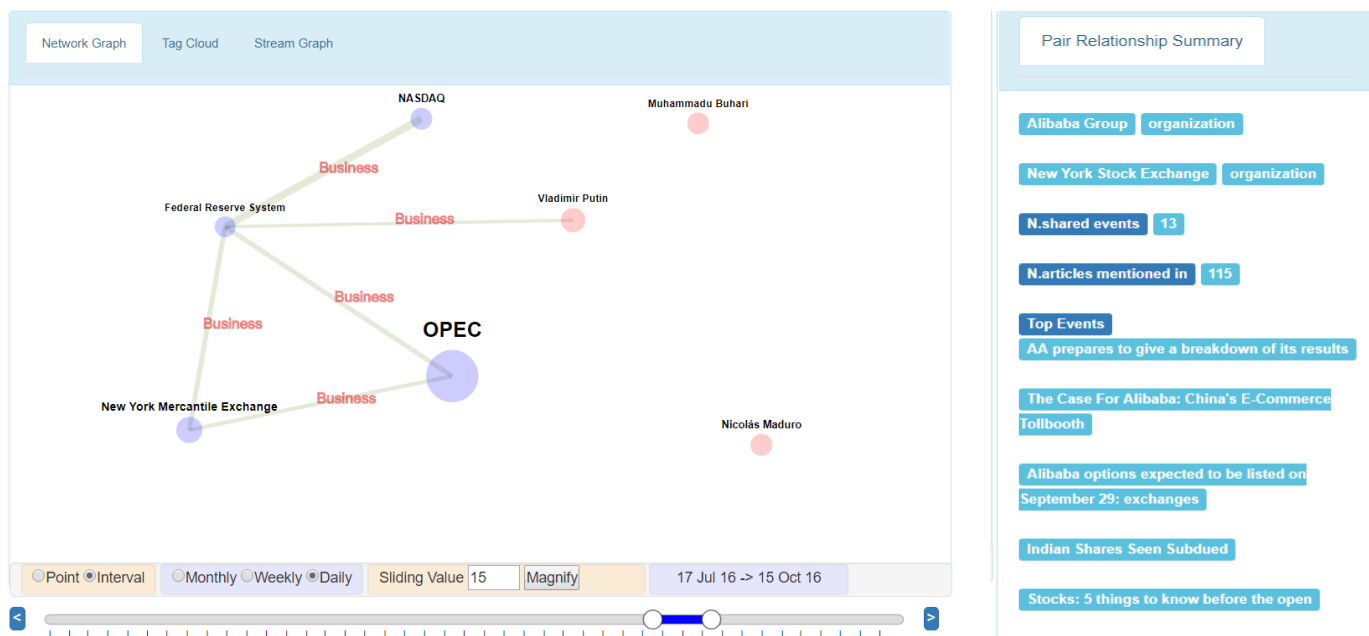 Network Graph
Tag Cloud
Stream Graph
NASDAQ
Muhammadu Buhari
Business
Vladimir Putin
Federal Reserve System
Business
Business
OPEC
Business
Business
New York Mercantile Exchange
Nicolás Maduro
Point Interval
Monthly Weekly Daily
Sliding Value 15 Magnify
17 Jul 16 -> 15 Oct 16
<
>
Pair Relationship Summary
Alibaba Group organization
New York Stock Exchange organization
N.shared events 13
N.articles mentioned in 115
Top Events
AA prepares to give a breakdown of its results
The Case For Alibaba: China's E-Commerce
Tollbooth
Alibaba options expected to be listed on
September 29: exchanges
Indian Shares Seen Subdued
Stocks: 5 things to know before the open